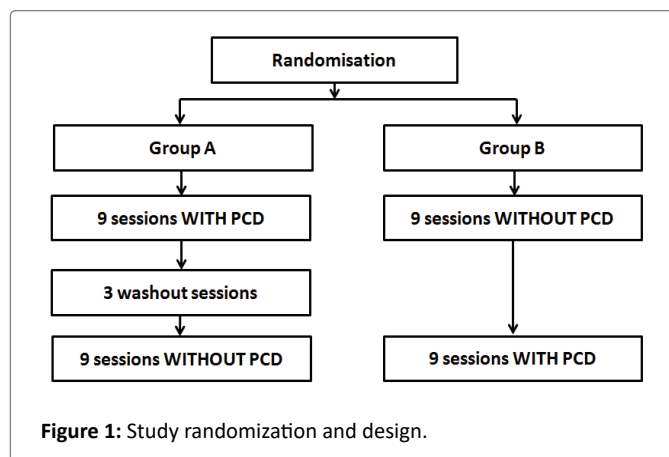 Randomisation
Group A
Group B
9 sessions WITH PCD
9 sessions WITHOUT PCD
3 washout sessions
9 sessions WITHOUT PCD
9 sessions WITH PCD
Figure 1: Study randomization and design.